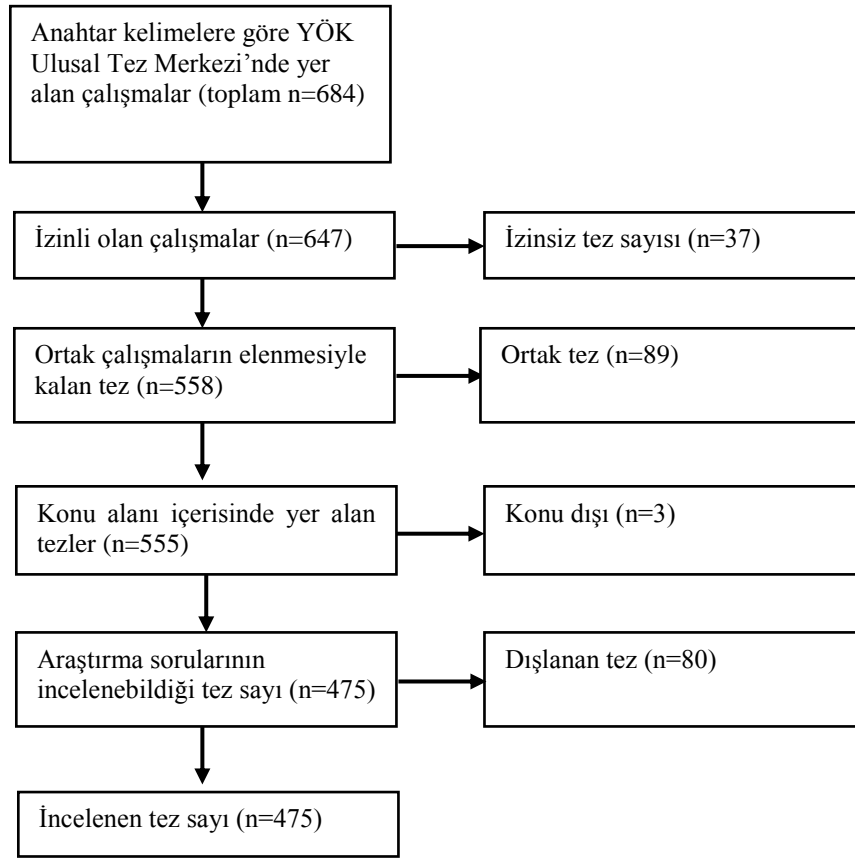 Anahtar kelimelere göre YÖK
Ulusal Tez Merkezi’nde yer
alan çalışmalar (toplam n=684)
İzinli olan çalışmalar (n=647)
İzinsiz tez sayısı (n=37)
Ortak çalışmaların elenmesiyle
kalan tez (n=558)
Ortak tez (n=89)
Konu alanı içerisinde yer alan
tezler (n=555)
Konu dışı (n=3)
Araştırma sorularının
incelenebildiği tez sayı (n=475)
Dışlanan tez (n=80)
İncelenen tez sayı (n=475)